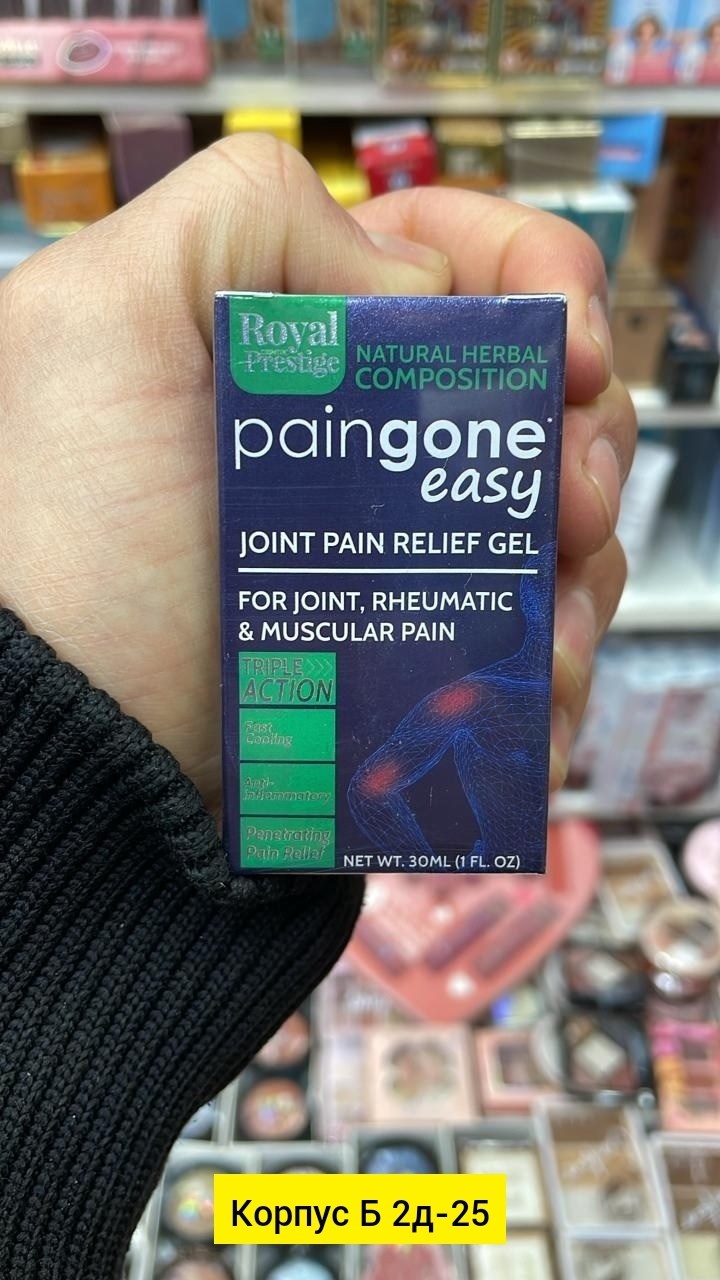 Royal
Prestige
NATURAL HERBAL
COMPOSITION
paingone
easy
JOINT PAIN RELIEF GEL
FOR JOINT, RHEUMATIC
& MUSCULAR PAIN
TRIPLE >>>
ACTION
Fast
Cooling
Anti-
inflammatory
Penetrating
Pain Relief
NET WT. 30ML (1 FL. OZ)
Корпус Б 2д-25